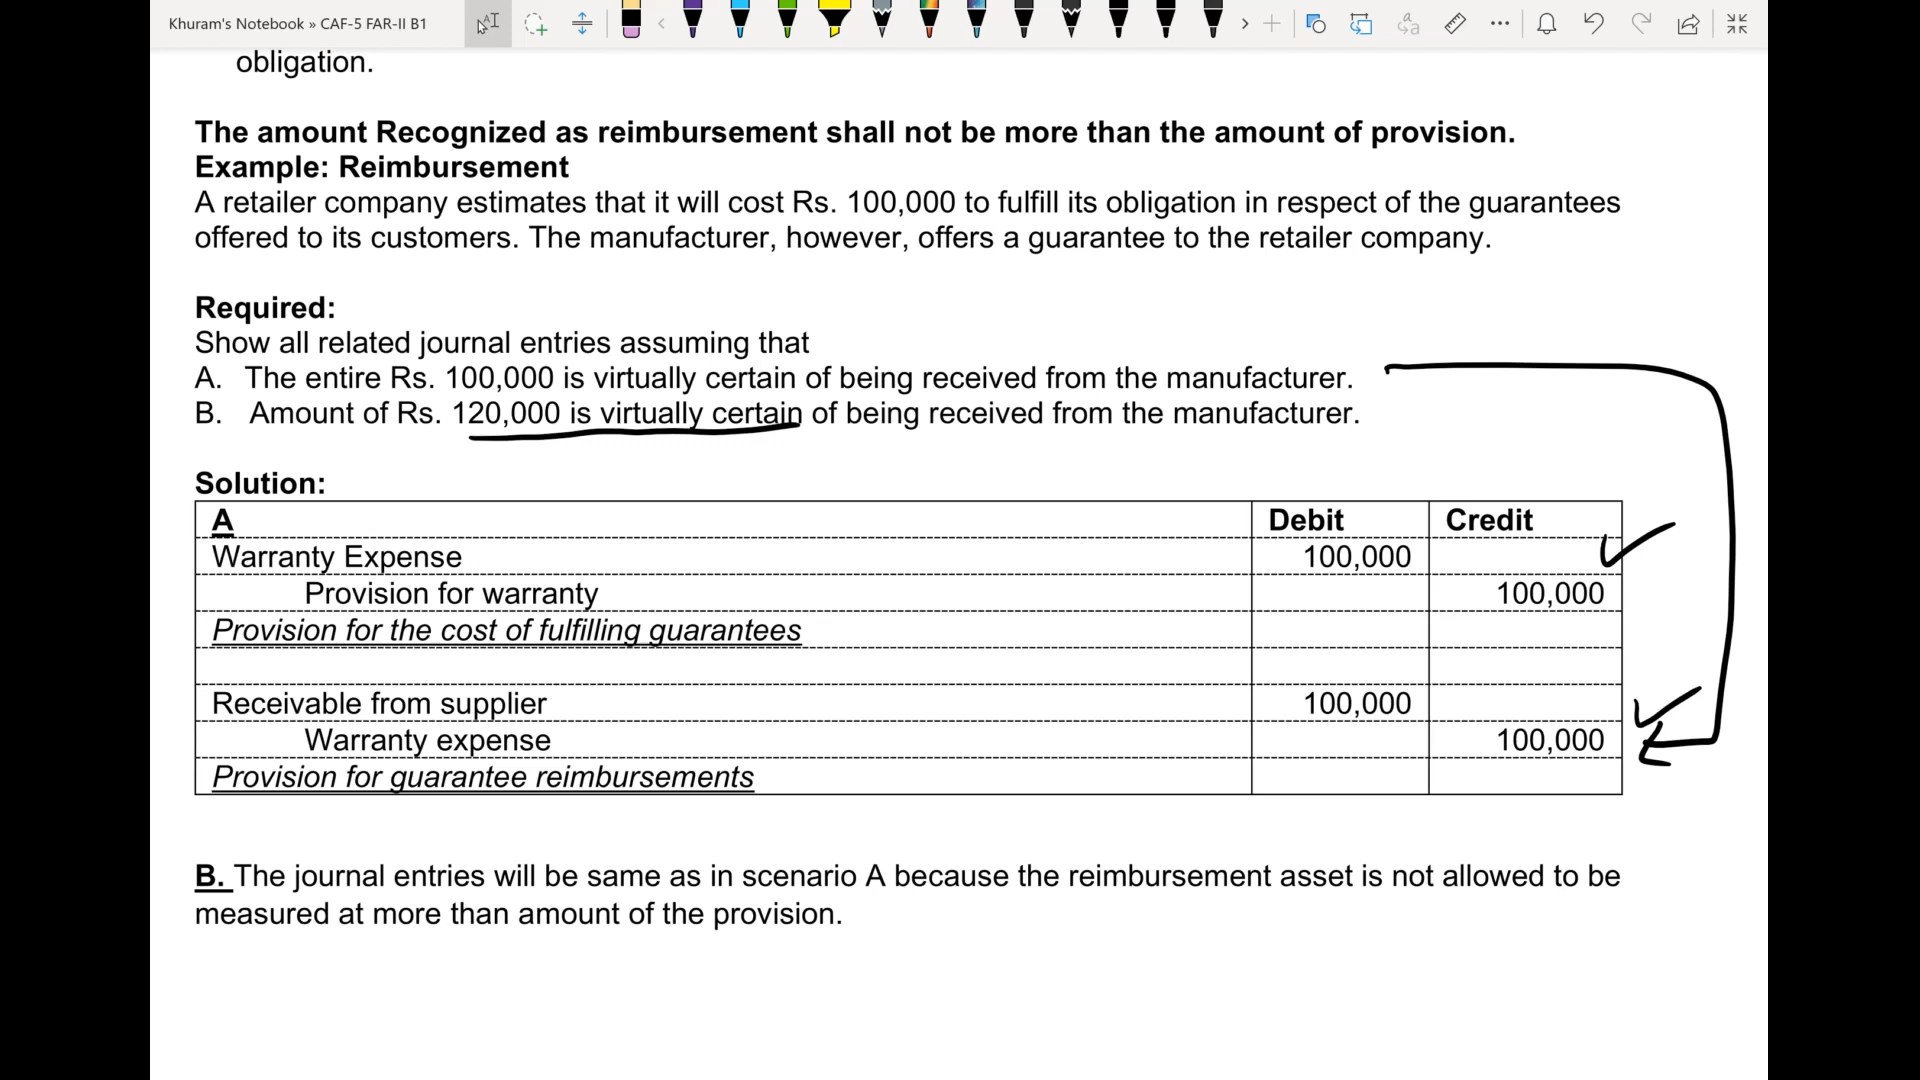 Khuram's Notebook » CAF-5 FAR-II B1
obligation.
The amount Recognized as reimbursement shall not be more than the amount of provision.
Example: Reimbursement
A retailer company estimates that it will cost Rs. 100,000 to fulfill its obligation in respect of the guarantees
offered to its customers. The manufacturer, however, offers a guarantee to the retailer company.
Required:
Show all related journal entries assuming that
A. The entire Rs. 100,000 is virtually certain of being received from the manufacturer.
B. Amount of Rs. 120,000 is virtually certain of being received from the manufacturer.
Solution:
A Debit Credit
Warranty Expense 100,000
Provision for warranty 100,000
Provision for the cost of fulfilling guarantees
Receivable from supplier 100,000
Warranty expense 100,000
Provision for guarantee reimbursements
B. The journal entries will be same as in scenario A because the reimbursement asset is not allowed to be
measured at more than amount of the provision.